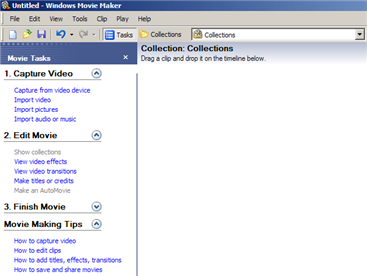 Untitled - Windows Movie Maker
File Edit View Tools Clip Play Help
Tasks Collections Collections
Movie Tasks
Collection: Collections
Drag a clip and drop it on the timeline below.
1. Capture Video
Capture from video device
Import video
Import pictures
Import audio or music
2. Edit Movie
Show collections
View video effects
View video transitions
Make titles or credits
Make an AutoMovie
3. Finish Movie
Movie Making Tips
How to capture video
How to edit clips
How to add titles, effects, transitions
How to save and share movies